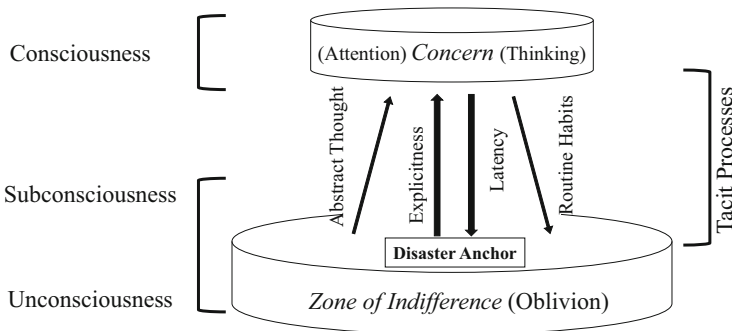 Consciousness
(Attention) Concern (Thinking)
Abstract Thought
Explicitness
Latency
Routine Habits
Tacit Processes
Subconsciousness
Disaster Anchor
Unconsciousness
Zone of Indifference (Oblivion)